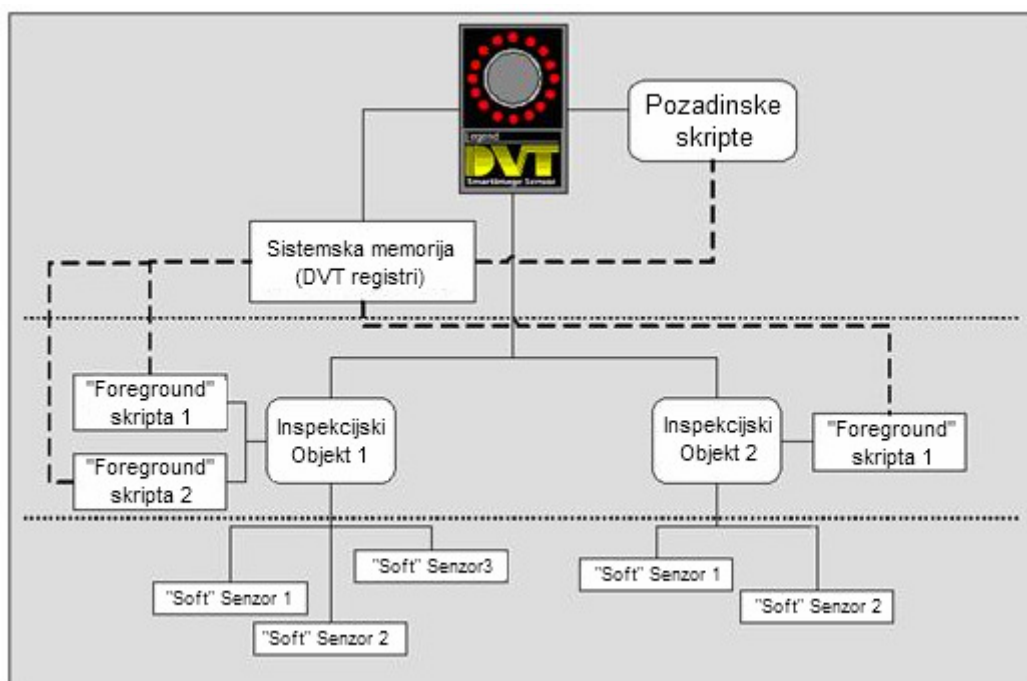 Legend
DVT
SmartImage Sensor
Pozadinske
skripte
Sistemska memorija
(DVT registri)
"Foreground"
skripta 1
"Foreground"
skripta 2
Inspekcijski
Objekt 1
Inspekcijski
Objekt 2
"Foreground"
skripta 1
"Soft" Senzor 1
"Soft" Senzor 2
"Soft" Senzor3
"Soft" Senzor 1
"Soft" Senzor 2